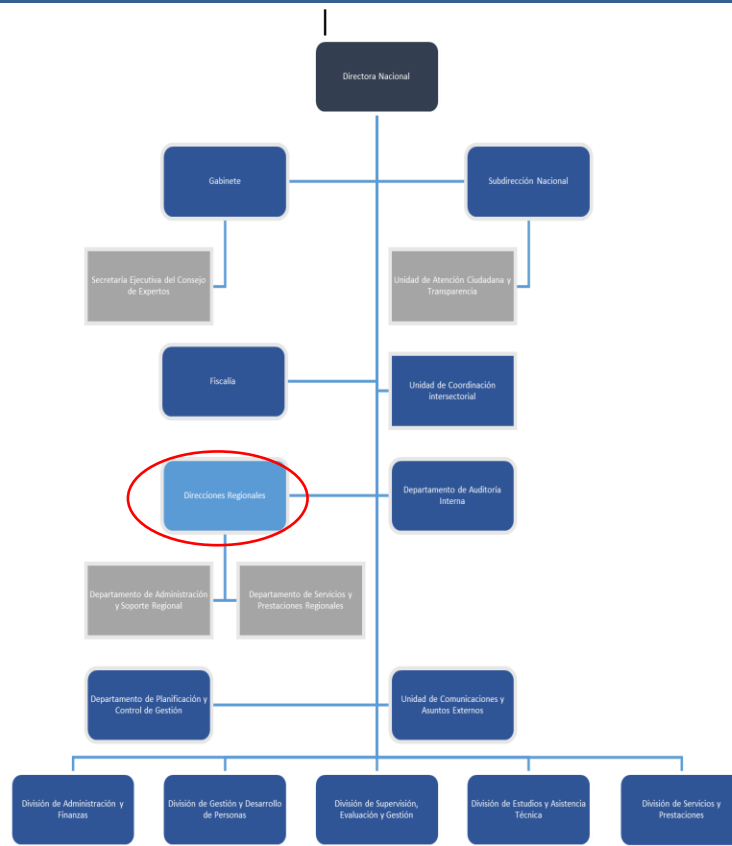 Directora Nacional
Gabinete
Subdirección Nacional
Secretaría Ejecutiva del Consejo
de Expertos
Unidad de Atención Ciudadana y
Transparencia
Fiscalía
Unidad de Coordinación
intersectorial
Direcciones Regionales
Departamento de Auditoría
Interna
Departamento de Administración
y Soporte Regional
Departamento de Servicios y
Prestaciones Regionales
Departamento de Planificación y
Control de Gestión
Unidad de Comunicaciones y
Asuntos Externos
División de Administración y
Finanzas
División de Gestión y Desarrollo
de Personas
División de Supervisión,
Evaluación y Gestión
División de Estudios y Asistencia
Técnica
División de Servicios y
Prestaciones